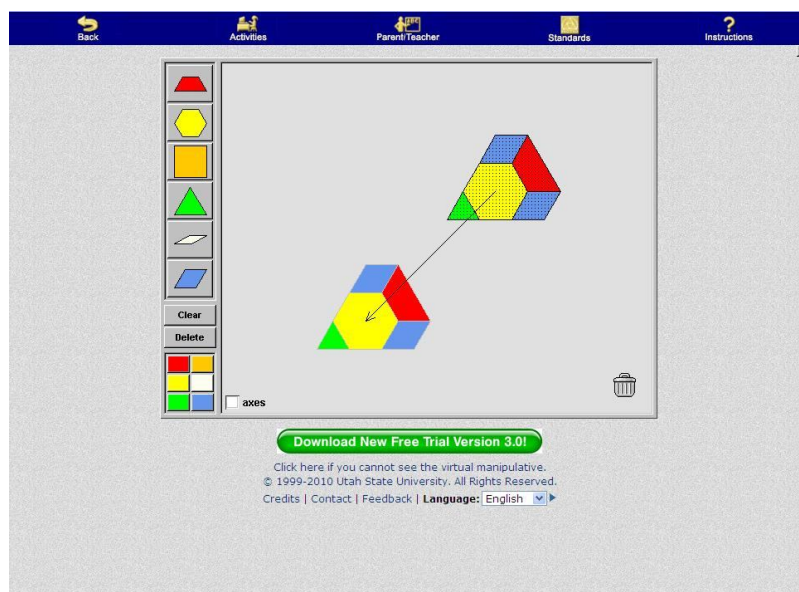 Back Activities Parent/Teacher Standards Instructions
Clear
Delete
axes
Download New Free Trial Version 3.0!
Click here if you cannot see the virtual manipulative.
© 1999-2010 Utah State University. All Rights Reserved.
Credits | Contact | Feedback | Language: English